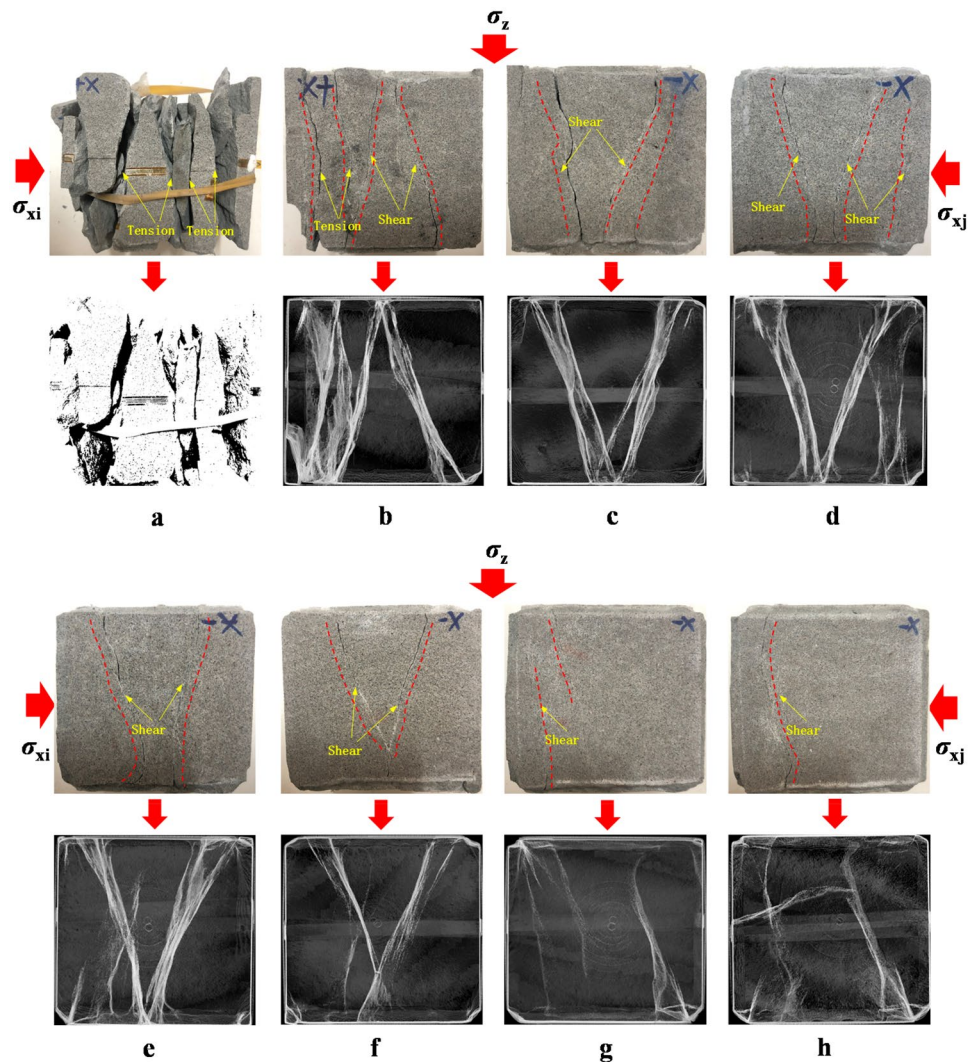 σz
-X
X+
-X
-X
σxi
Tension
Tension
Tension
Shear
Shear
Shear
Shear
σxj
X
a
b
c
d
σz
-X
-X
-X
-X
σxi
Shear
Shear
Shear
Shear
σxj
e
f
g
h